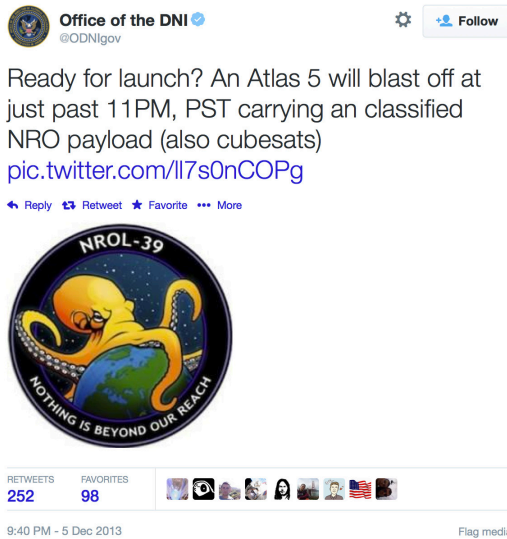 Office of the DNI
@ODNIgov
Follow
Ready for launch? An Atlas 5 will blast off at
just past 11PM, PST carrying an classified
NRO payload (also cubesats)
pic.twitter.com/ll7s0nCOPg
Reply Retweet Favorite ••• More
NROL-39
NOTHING IS BEYOND OUR REACH
RETWEETS FAVORITES
252 98
9:40 PM - 5 Dec 2013
Flag medi